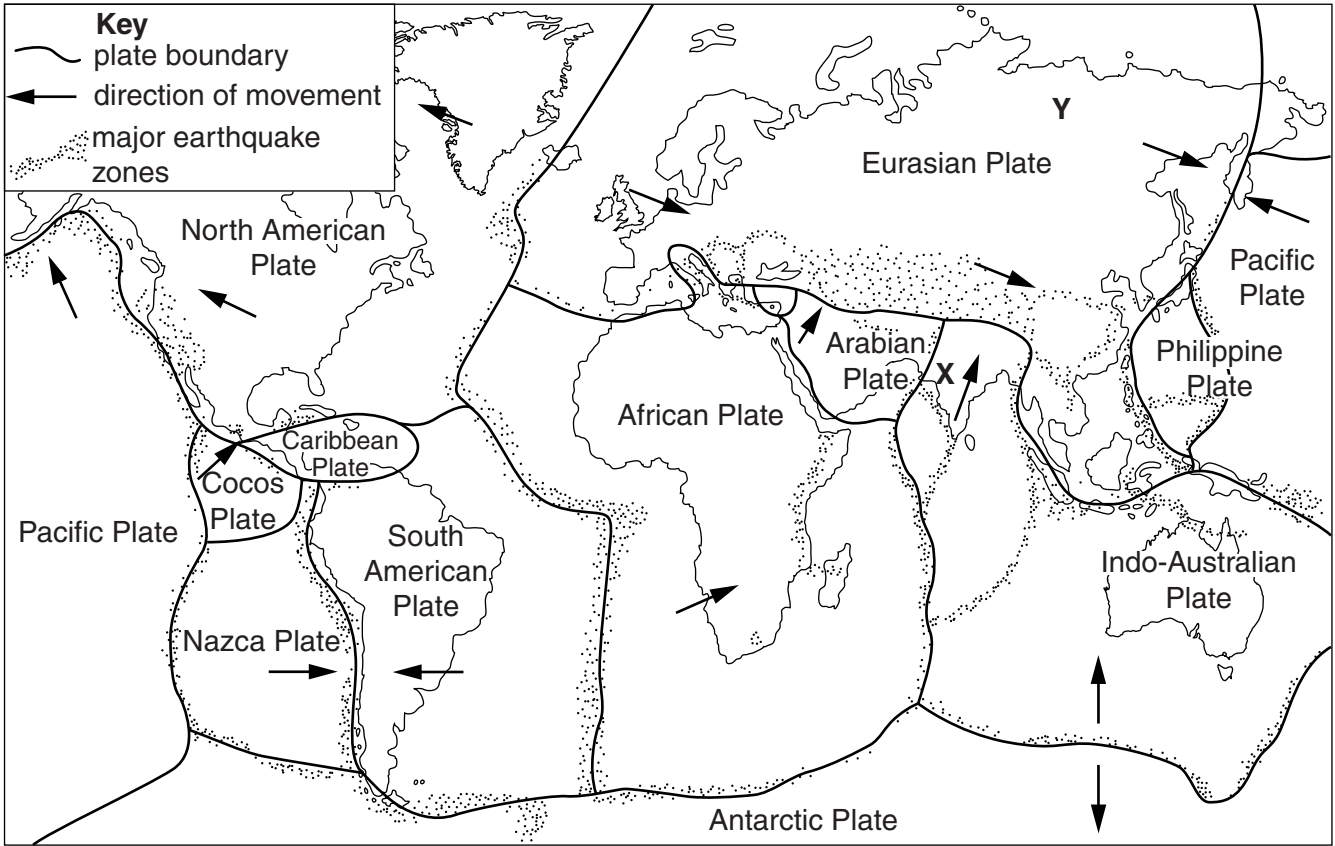 Key
plate boundary
direction of movement
major earthquake
zones
Y
Eurasian Plate
North American
Plate
Pacific
Plate
Arabian
Plate
X
Philippine
Plate
African Plate
Caribbean
Plate
Cocos
Plate
Pacific Plate
South
American
Plate
Indo-Australian
Plate
Nazca Plate
Antarctic Plate